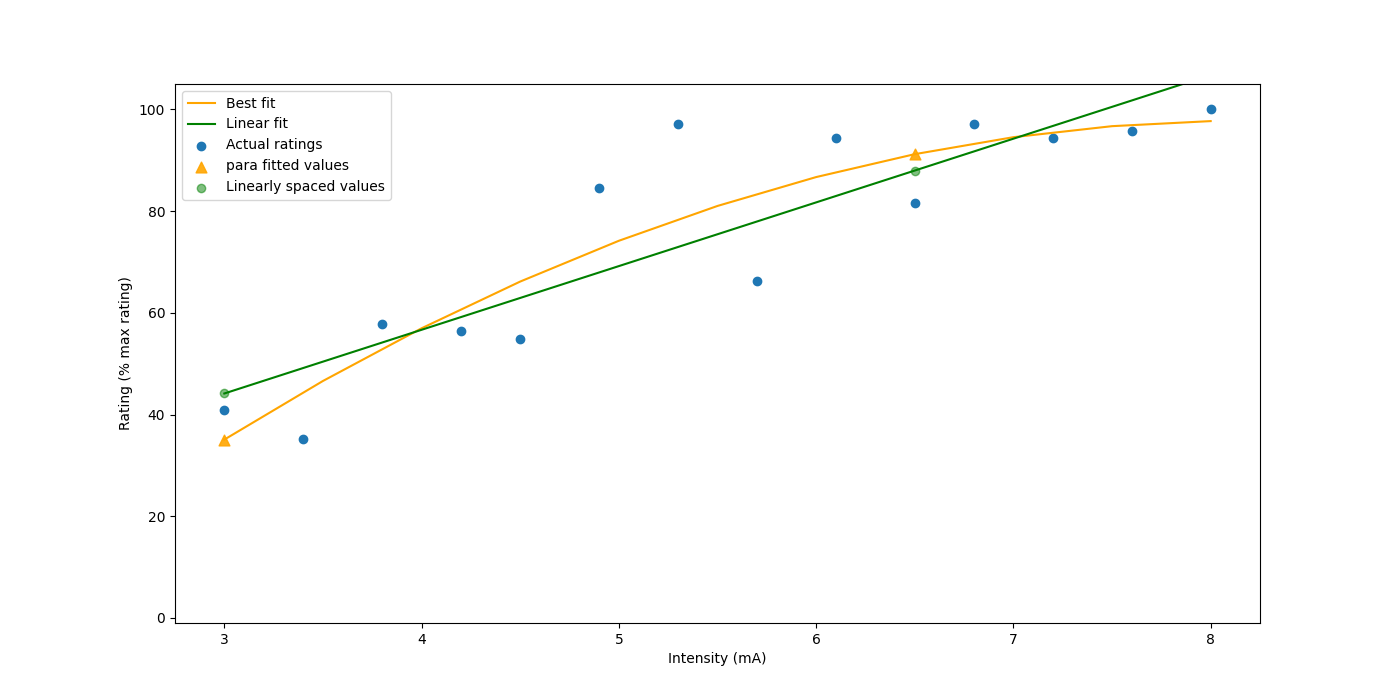 Best fit
Linear fit
Actual ratings
para fitted values
Linearly spaced values
100
80
60
40
20
0
Rating (% max rating)
3 4 5 6 7 8
Intensity (mA)